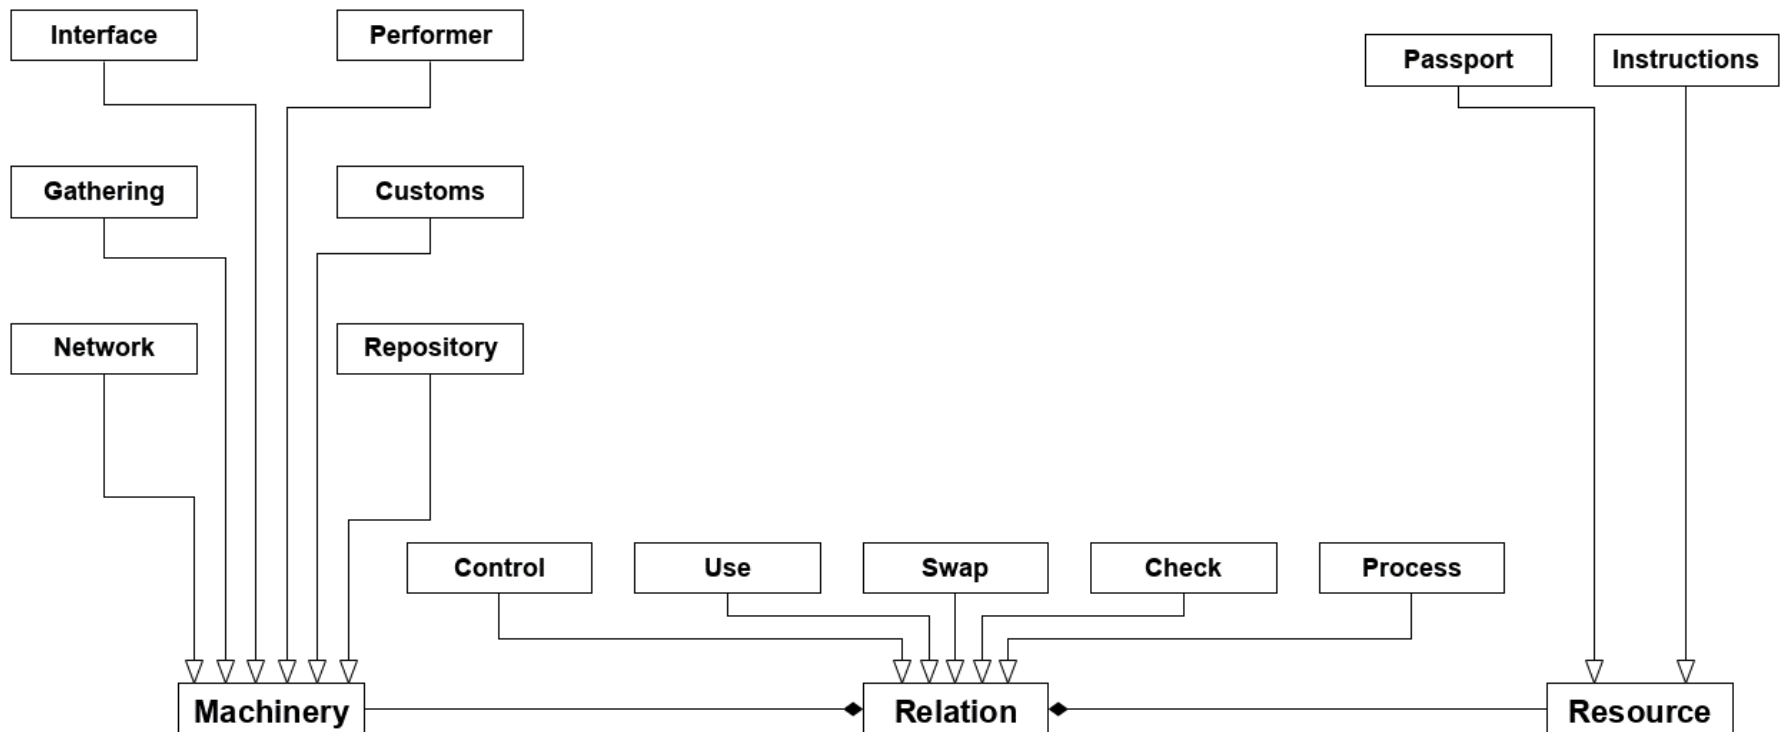 Interface
Performer
Passport
Instructions
Gathering
Customs
Network
Repository
Control
Use
Swap
Check
Process
Machinery
Relation
Resource